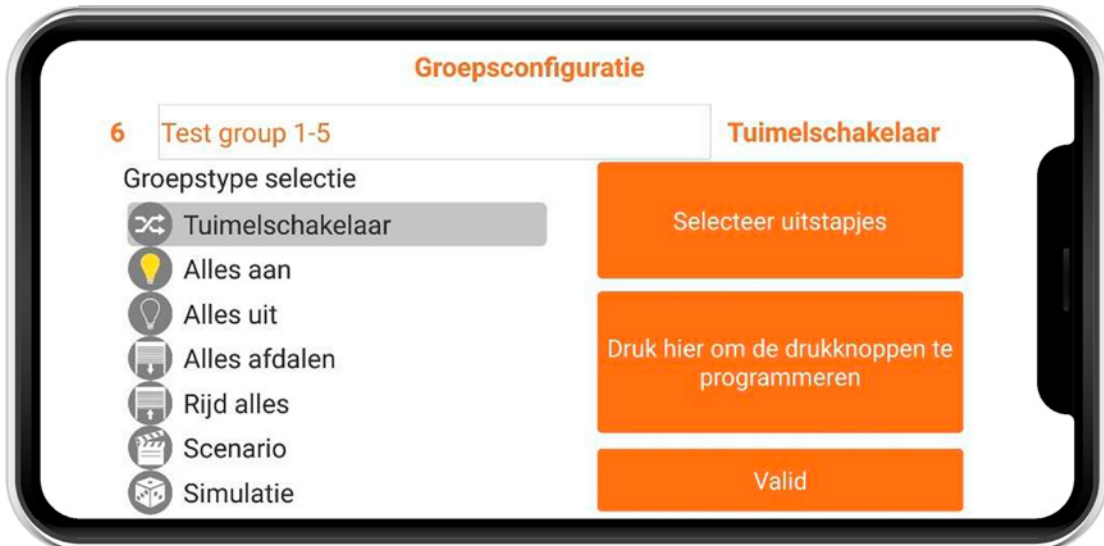 Groepsconfiguratie
6 Test group 1-5 Tuimelschakelaar
Groepstype selectie
Tuimelschakelaar
Alles aan
Alles uit
Alles afdalen
Rijd alles
Scenario
Simulatie
Selecteer uitstapjes
Druk hier om de drukknoppen te
programmeren
Valid